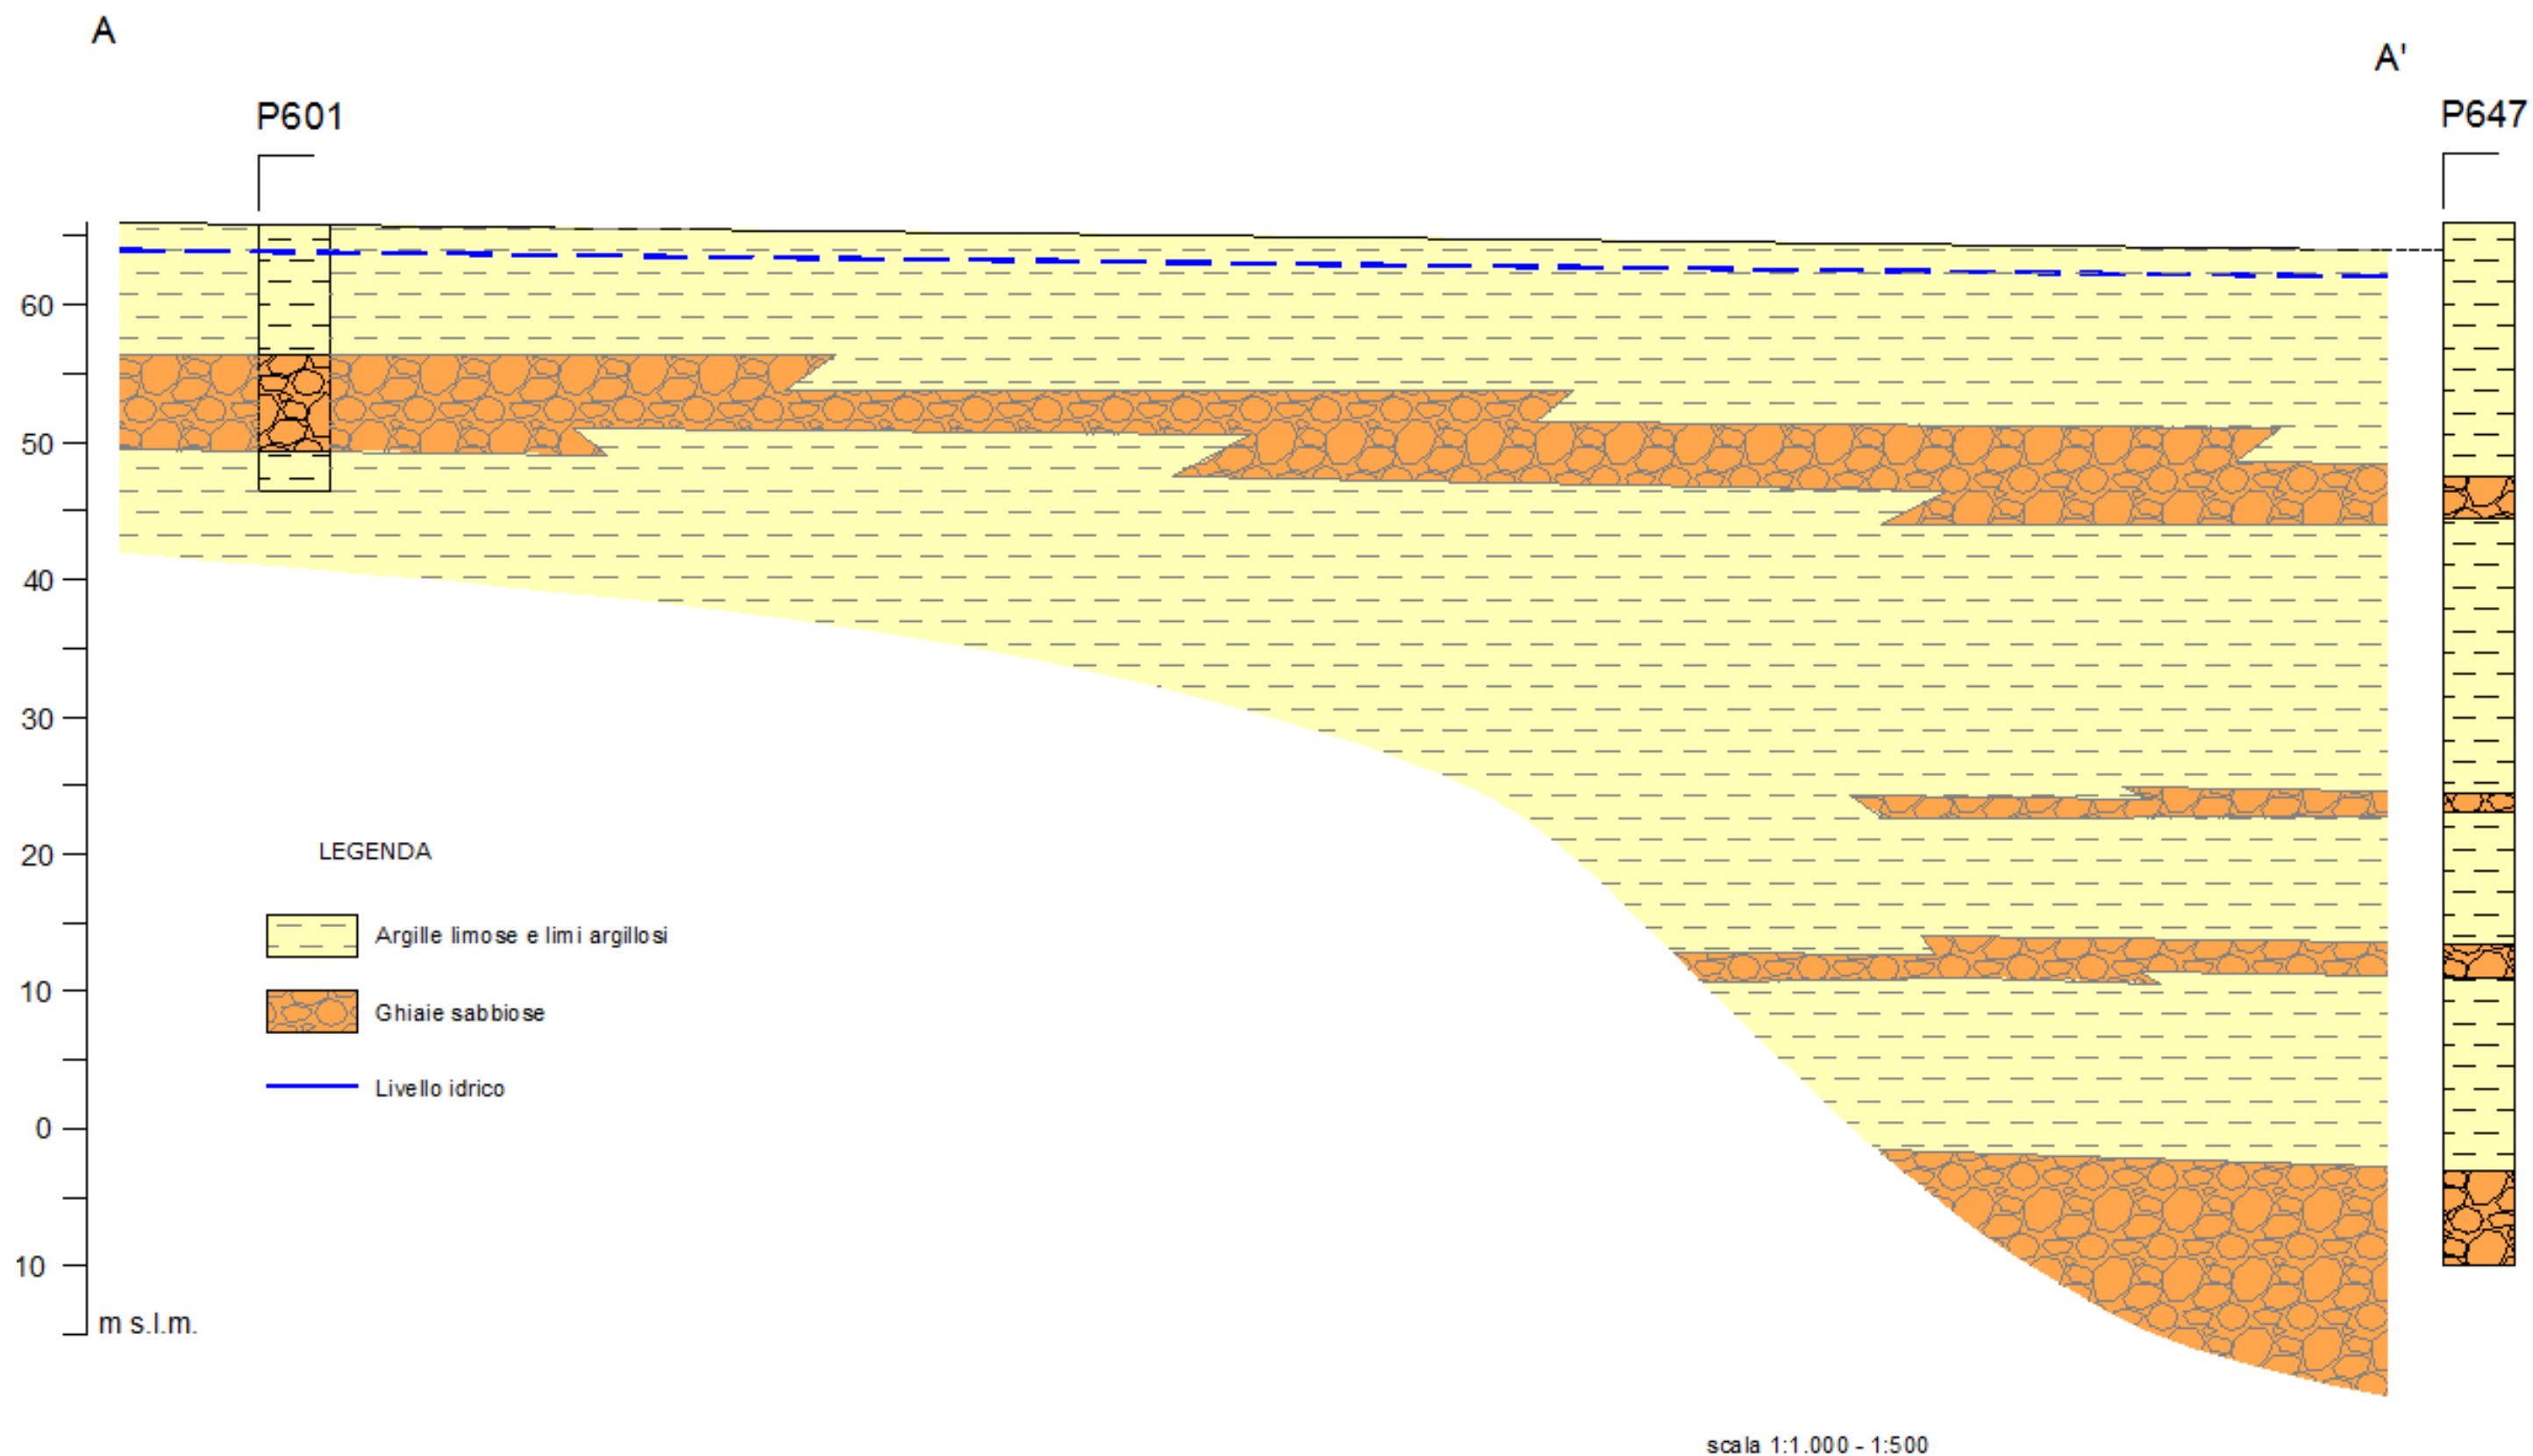 A
A'
P601
P647
60
50
40
30
20
10
0
10
m s.l.m.
LEGENDA
Argille limose e limi argillosi
Ghiaie sabbiose
Livello idrico
scala 1:1.000 - 1:500